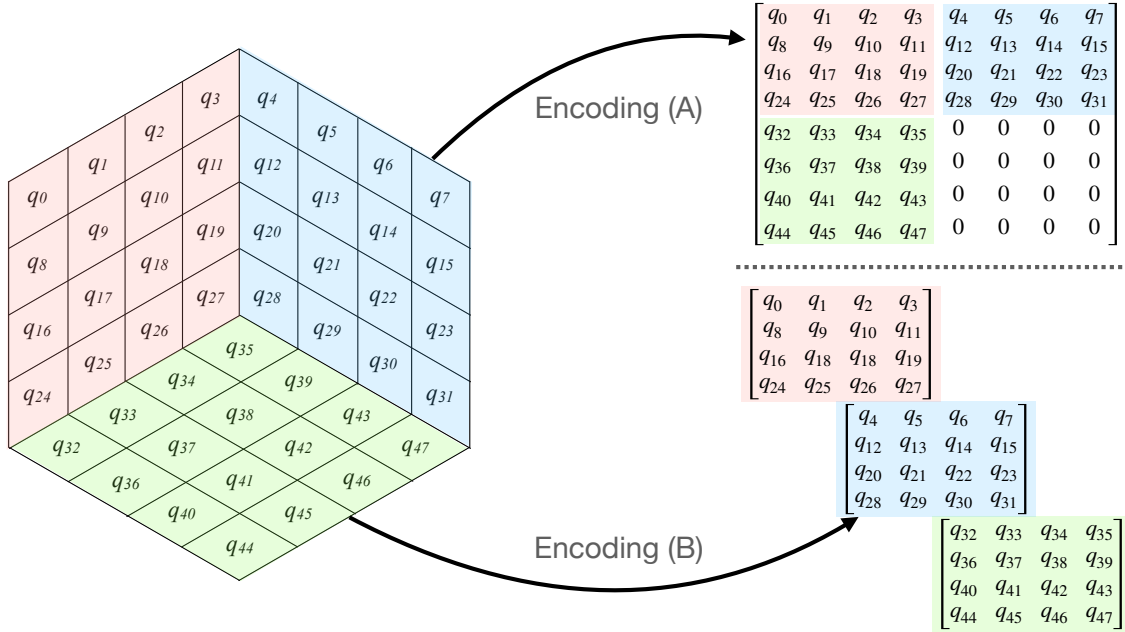 q0 q1 q2 q3
q8 q9 q10 q11
q16 q17 q18 q19
q24 q25 q26 q27
q4 q5 q6 q7
q12 q13 q14 q15
q20 q21 q22 q23
q28 q29 q30 q31
q32 q33 q34 q35
q36 q37 q38 q39
q40 q41 q42 q43
q44 q45 q46 q47
Encoding (A)
q0 q1 q2 q3 q4 q5 q6 q7
q8 q9 q10 q11 q12 q13 q14 q15
q16 q17 q18 q19 q20 q21 q22 q23
q24 q25 q26 q27 q28 q29 q30 q31
q32 q33 q34 q35 0 0 0 0
q36 q37 q38 q39 0 0 0 0
q40 q41 q42 q43 0 0 0 0
q44 q45 q46 q47 0 0 0 0
Encoding (B)
q0 q1 q2 q3
q8 q9 q10 q11
q16 q18 q18 q19
q24 q25 q26 q27
q4 q5 q6 q7
q12 q13 q14 q15
q20 q21 q22 q23
q28 q29 q30 q31
q32 q33 q34 q35
q36 q37 q38 q39
q40 q41 q42 q43
q44 q45 q46 q47